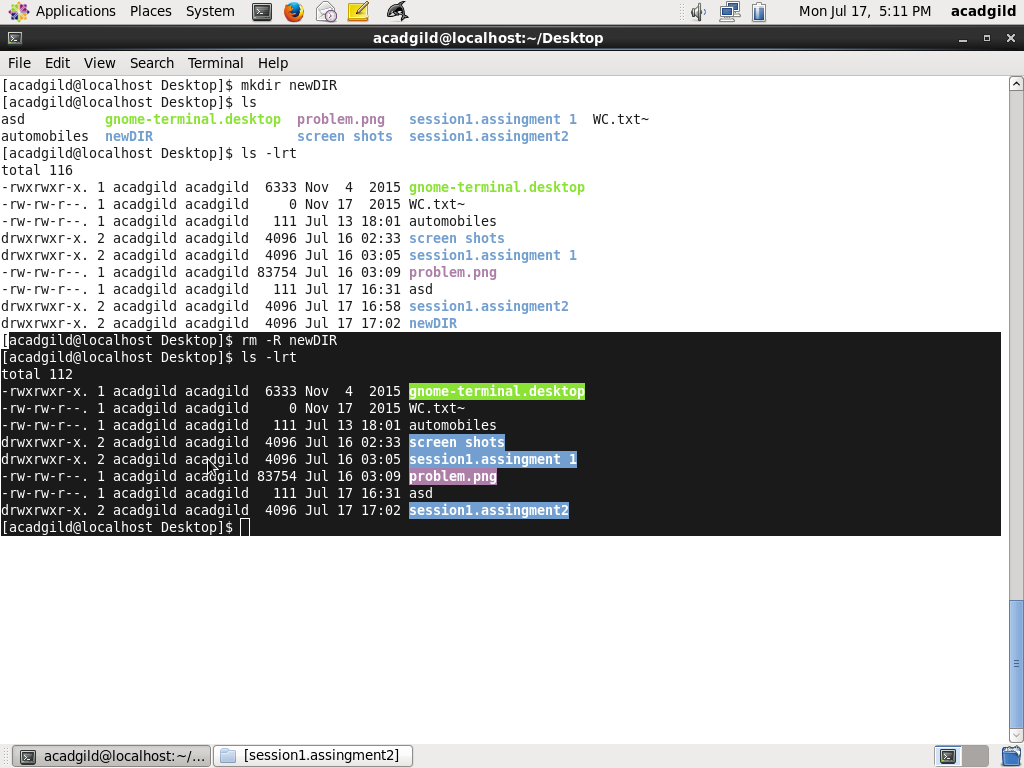 Applications Places System Mon Jul 17, 5:11 PM acadgild
acadgild@localhost:~/Desktop
File Edit View Search Terminal Help
[acadgild@localhost Desktop]$ mkdir newDIR
[acadgild@localhost Desktop]$ ls
asd          gnome-terminal.desktop  problem.png   session1.assingment 1  WC.txt~
automobiles  newDIR                  screen shots  session1.assingment2
[acadgild@localhost Desktop]$ ls -lrt
total 116
-rwxrwxr-x. 1 acadgild acadgild  6333 Nov  4  2015 gnome-terminal.desktop
-rw-rw-r--. 1 acadgild acadgild     0 Nov 17  2015 WC.txt~
-rw-rw-r--. 1 acadgild acadgild   111 Jul 13 18:01 automobiles
drwxrwxr-x. 2 acadgild acadgild  4096 Jul 16 02:33 screen shots
drwxrwxr-x. 2 acadgild acadgild  4096 Jul 16 03:05 session1.assingment 1
-rw-rw-r--. 1 acadgild acadgild 83754 Jul 16 03:09 problem.png
-rw-rw-r--. 1 acadgild acadgild   111 Jul 17 16:31 asd
drwxrwxr-x. 2 acadgild acadgild  4096 Jul 17 16:58 session1.assingment2
drwxrwxr-x. 2 acadgild acadgild  4096 Jul 17 17:02 newDIR
[acadgild@localhost Desktop]$ rm -R newDIR
[acadgild@localhost Desktop]$ ls -lrt
total 112
-rwxrwxr-x. 1 acadgild acadgild  6333 Nov  4  2015 gnome-terminal.desktop
-rw-rw-r--. 1 acadgild acadgild     0 Nov 17  2015 WC.txt~
-rw-rw-r--. 1 acadgild acadgild   111 Jul 13 18:01 automobiles
drwxrwxr-x. 2 acadgild acadgild  4096 Jul 16 02:33 screen shots
drwxrwxr-x. 2 acadgild acadgild  4096 Jul 16 03:05 session1.assingment 1
-rw-rw-r--. 1 acadgild acadgild 83754 Jul 16 03:09 problem.png
-rw-rw-r--. 1 acadgild acadgild   111 Jul 17 16:31 asd
drwxrwxr-x. 2 acadgild acadgild  4096 Jul 17 17:02 session1.assingment2
[acadgild@localhost Desktop]$
acadgild@localhost:~/... [session1.assingment2]